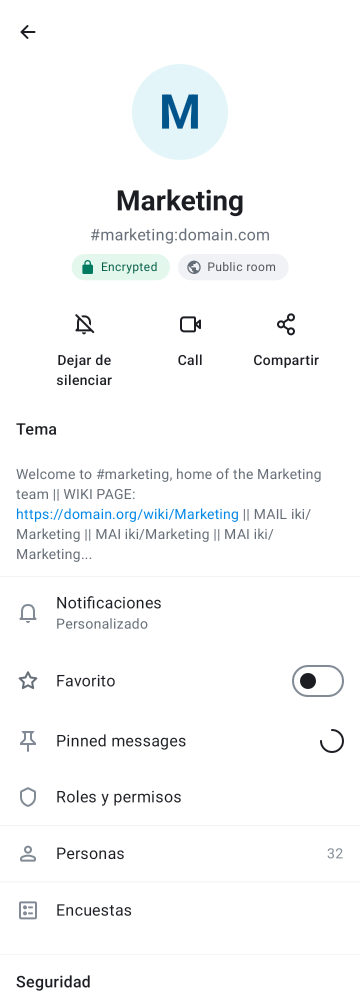 M
Marketing
#marketing:domain.com
Encrypted
Public room
Dejar de
silenciar
Call
Compartir
Tema
Welcome to #marketing, home of the Marketing
team || WIKI PAGE:
https://domain.org/wiki/Marketing || MAIL iki/
Marketing || MAI iki/Marketing || MAI iki/
Marketing...
Notificaciones
Personalizado
Favorito
Pinned messages
Roles y permisos
Personas
32
Encuestas
Seguridad